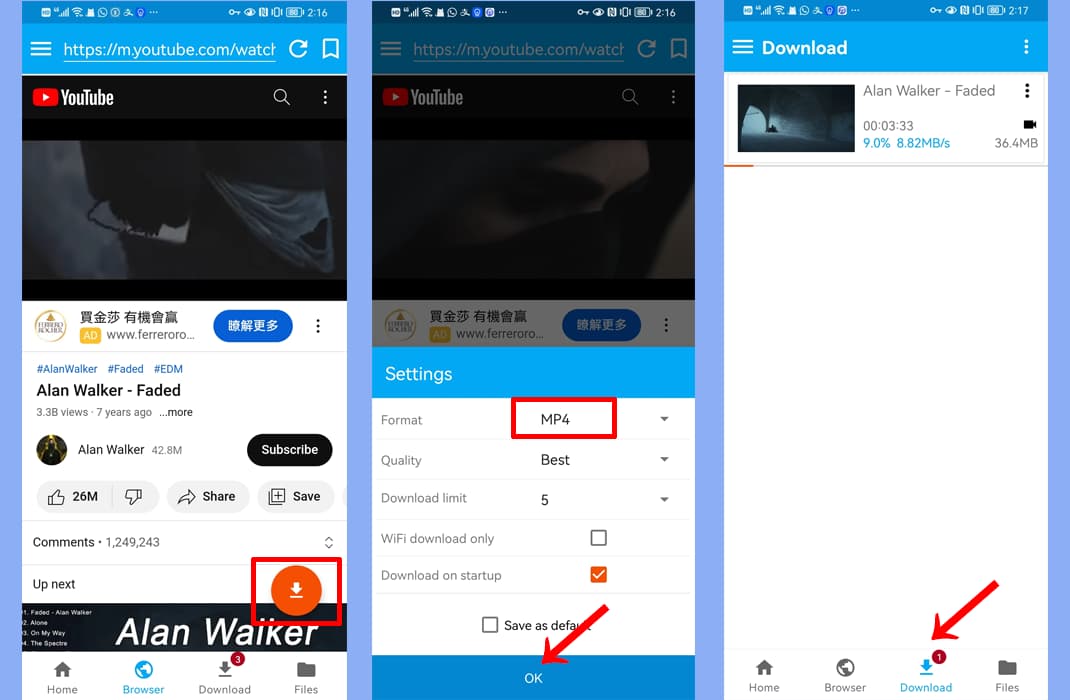 2:16
https://m.youtube.com/watch
YouTube
買金莎 有機會贏
AD www.ferreroro...
瞭解更多
#AlanWalker #Faded #EDM
Alan Walker - Faded
3.3B views · 7 years ago ...more
Alan Walker 42.8M
Subscribe
26M
Share
Save
Comments • 1,249,243
Up next
01. Faded - Alan Walker
02. Alone
03. On My Way
04. The Spectre
Alan Walker
3
Home
Browser
Download
Files
2:16
https://m.youtube.com/watch
YouTube
買金莎 有機會贏
AD www.ferreroro...
瞭解更多
Settings
Format MP4
Quality Best
Download limit 5
WiFi download only
Download on startup
Save as default
OK
2:17
Download
Alan Walker - Faded
00:03:33
9.0% 8.82MB/s 36.4MB
1
Home
Browser
Download
Files